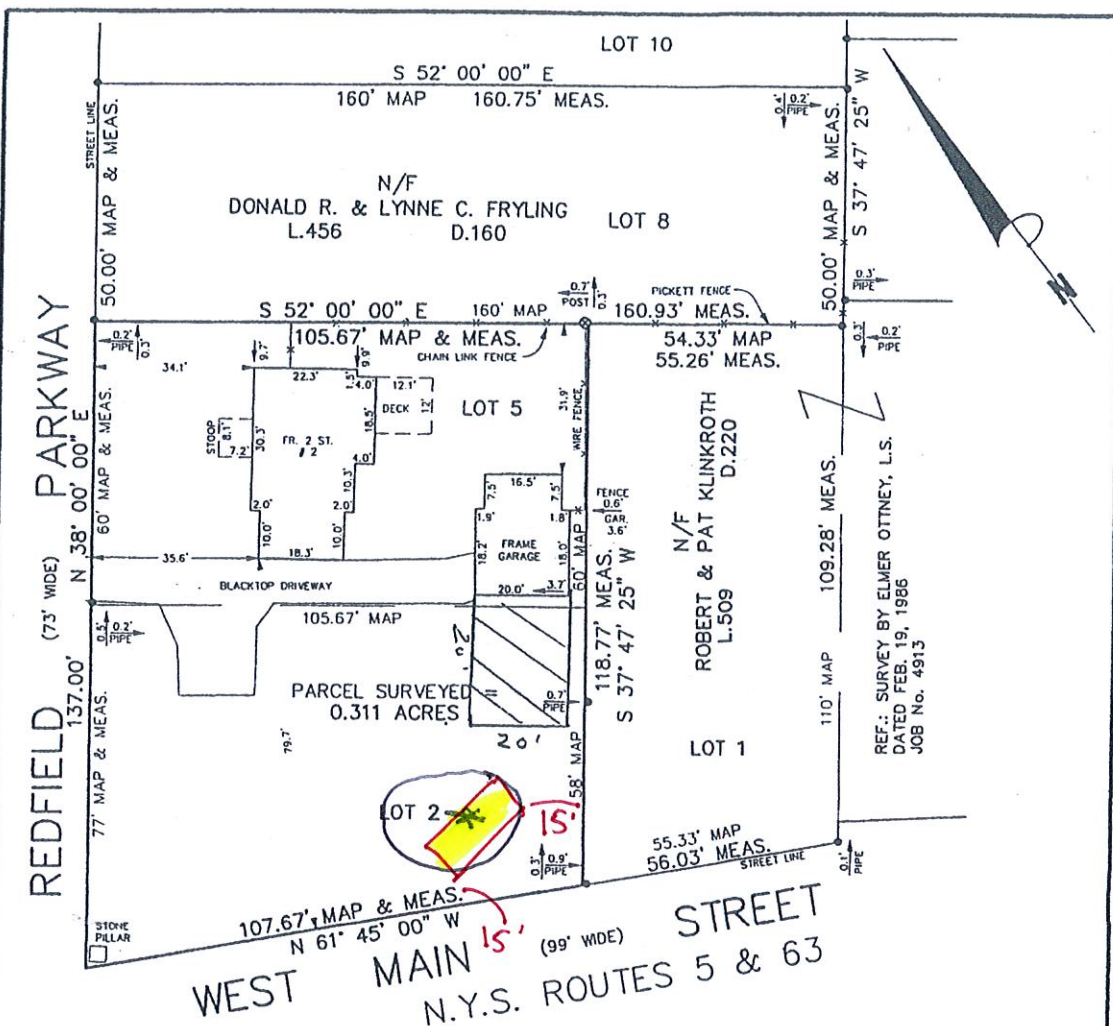 LOT 10
S 52° 00' 00" E
160' MAP 160.75' MEAS.
STREET LINE
50.00' MAP & MEAS.
0.4' 0.2' PIPE
50.00' MAP & MEAS.
S 37° 47' 25" W
N/F
DONALD R. & LYNNE C. FRYLING
L.456 D.160
LOT 8
N
0.3' PIPE
0.7' POST 0.3'
PICKETT FENCE
S 52° 00' 00" E 160' MAP 160.93' MEAS.
105.67' MAP & MEAS.
CHAIN LINK FENCE
54.33' MAP
55.26' MEAS.
0.2' PIPE 0.3'
0.3' 0.2' PIPE
REDFIELD PARKWAY
(73' WIDE)
N 38° 00' 00" E
137.00'
60' MAP & MEAS.
77' MAP & MEAS.
34.1'
9.7'
22.3'
9.9'
1.5'
4.0'
12.1'
DECK
12'
LOT 5
STOOP
8.1'
7.2'
30.3'
FR. 2 ST.
# 2
18.5'
4.0'
10.3'
2.0'
2.0'
10.0'
10.0'
18.3'
35.6'
31.9'
WIRE FENCE
16.5'
7.5'
7.5'
1.9'
1.8'
FRAME
GARAGE
18.2'
18.0'
20.0'
3.7'
FENCE
0.6'
GAR.
3.6'
60' MAP
118.77' MEAS.
S 37° 47' 25" W
N/F
ROBERT & PAT KLINKROTH
L.509 D.220
109.28' MEAS.
110' MAP
REF.: SURVEY BY ELMER OTTNEY, L.S.
DATED FEB. 19, 1986
JOB No. 4913
BLACKTOP DRIVEWAY
0.5' 0.2' PIPE
105.67' MAP
20'
20'
PARCEL SURVEYED =
0.311 ACRES
0.7' PIPE
79.7'
58' MAP
LOT 1
LOT 2
15'
0.3' 0.9' PIPE
55.33' MAP
56.03' MEAS.
STREET LINE
0.1' PIPE
107.67' MAP & MEAS.
N 61° 45' 00" W
15'
STONE
PILLAR
WEST MAIN (99' WIDE) STREET
N.Y.S. ROUTES 5 & 63